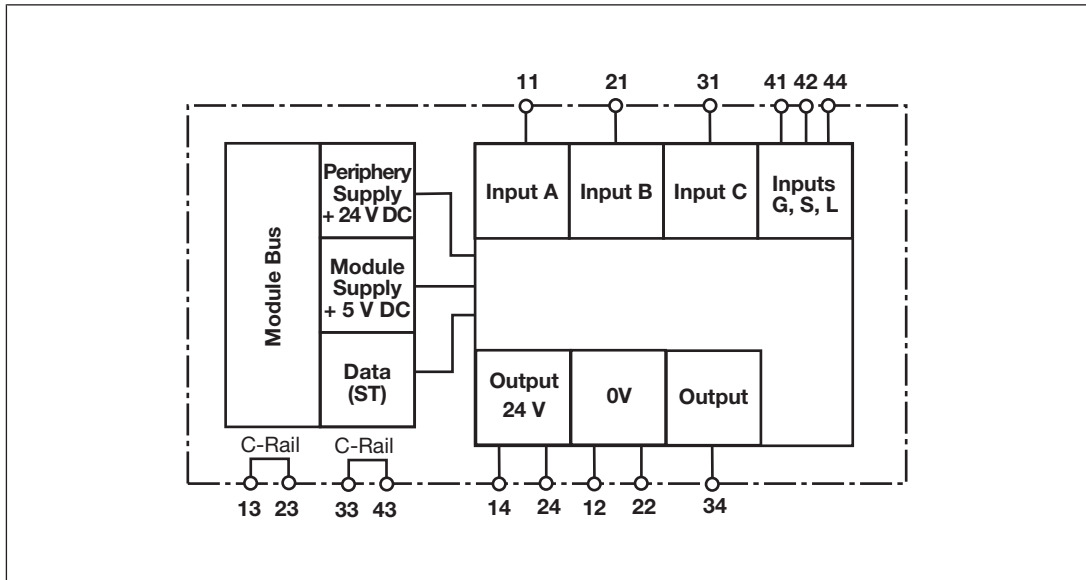 11 21 31 41 42 44
Module Bus
Periphery
Supply
+ 24 V DC
Module
Supply
+ 5 V DC
Data
(ST)
Input A
Input B
Input C
Inputs
G, S, L
Output
24 V
0V
Output
C-Rail
C-Rail
13 23 33 43 14 24 12 22 34